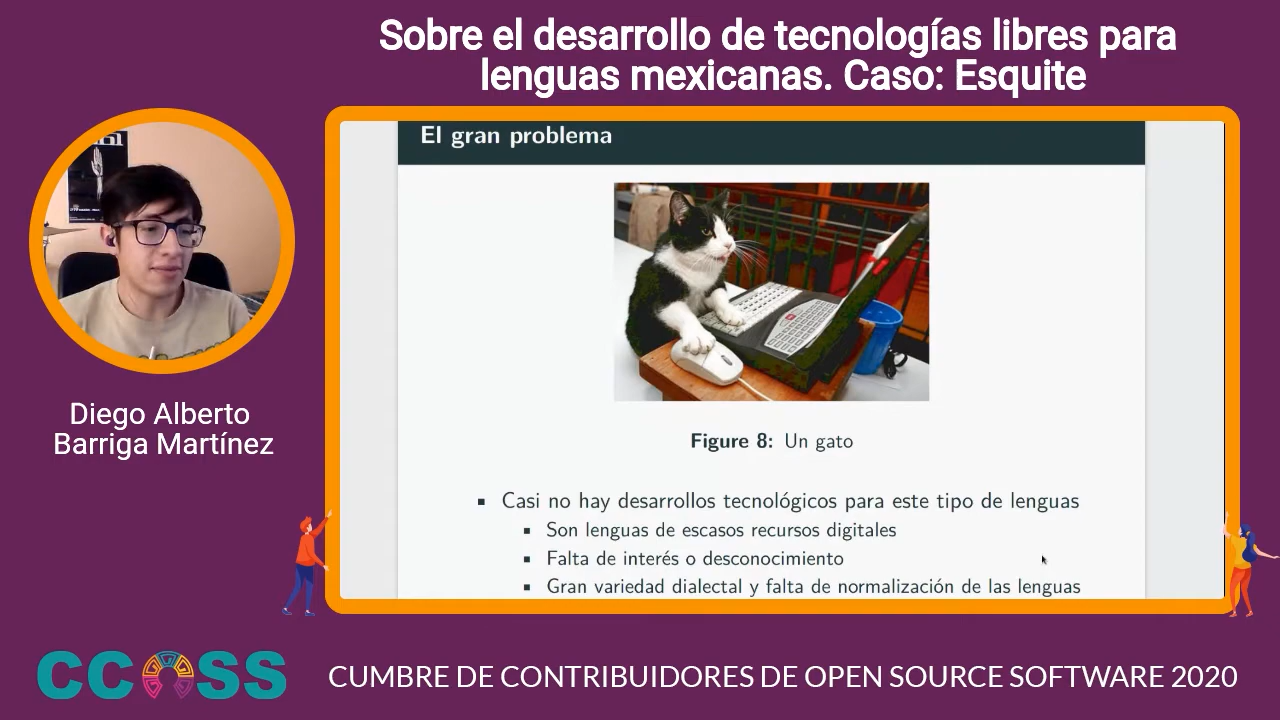 Sobre el desarrollo de tecnologías libres para
lenguas mexicanas. Caso: Esquite
El gran problema
Figure 8: Un gato
Diego Alberto
Barriga Martínez
▪ Casi no hay desarrollos tecnológicos para este tipo de lenguas
▪ Son lenguas de escasos recursos digitales
▪ Falta de interés o desconocimiento
▪ Gran variedad dialectal y falta de normalización de las lenguas
CCOSS
CUMBRE DE CONTRIBUIDORES DE OPEN SOURCE SOFTWARE 2020